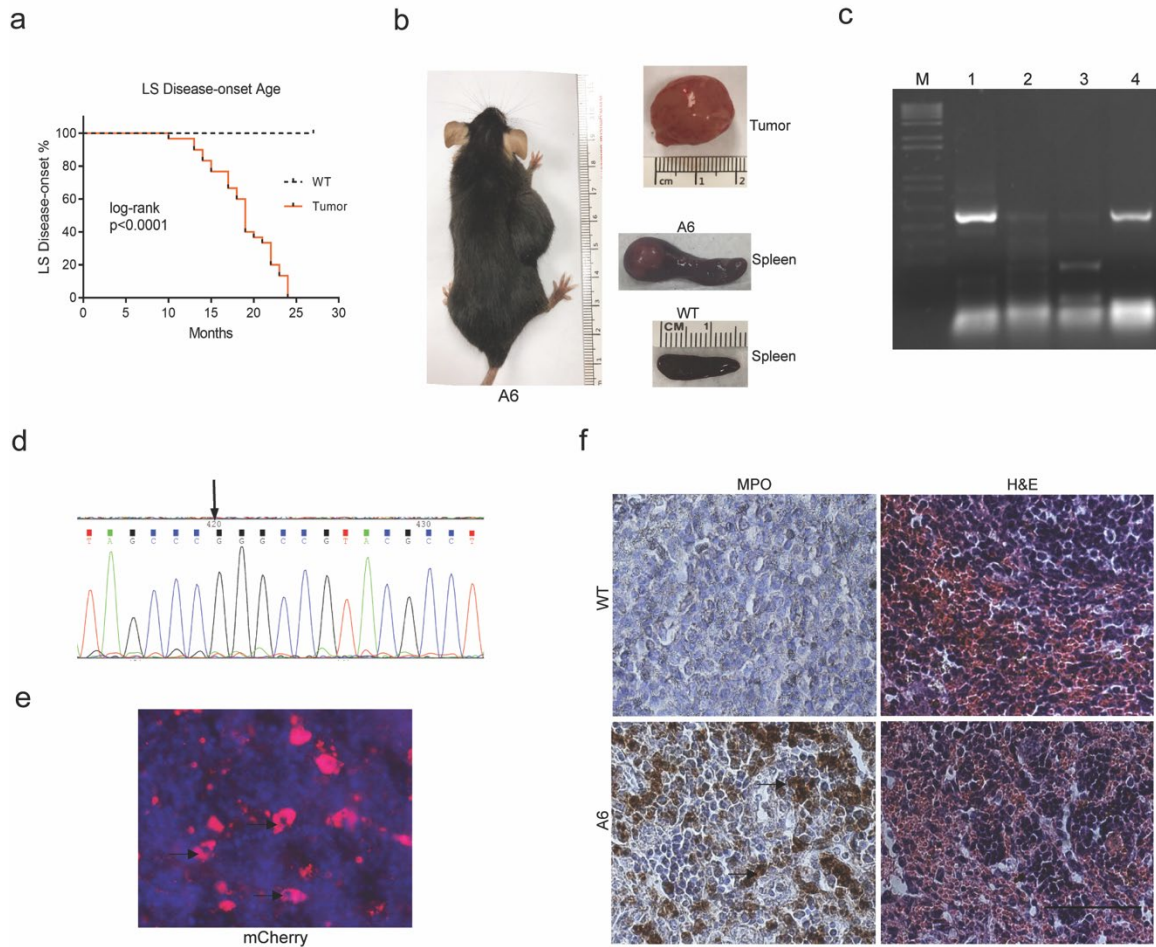 a
LS Disease-onset Age
LS Disease-onset %
100
80
60
40
20
0
0 5 10 15 20 25 30
Months
log-rank
p<0.0001
WT
Tumor
b
A6
Tumor
cm 1 2
A6
Spleen
WT
CM 1
Spleen
c
M 1 2 3 4
d
420 430
T A G C C C G G G C C G T A C G C C T
e
mCherry
f
MPO H&E
WT
A6